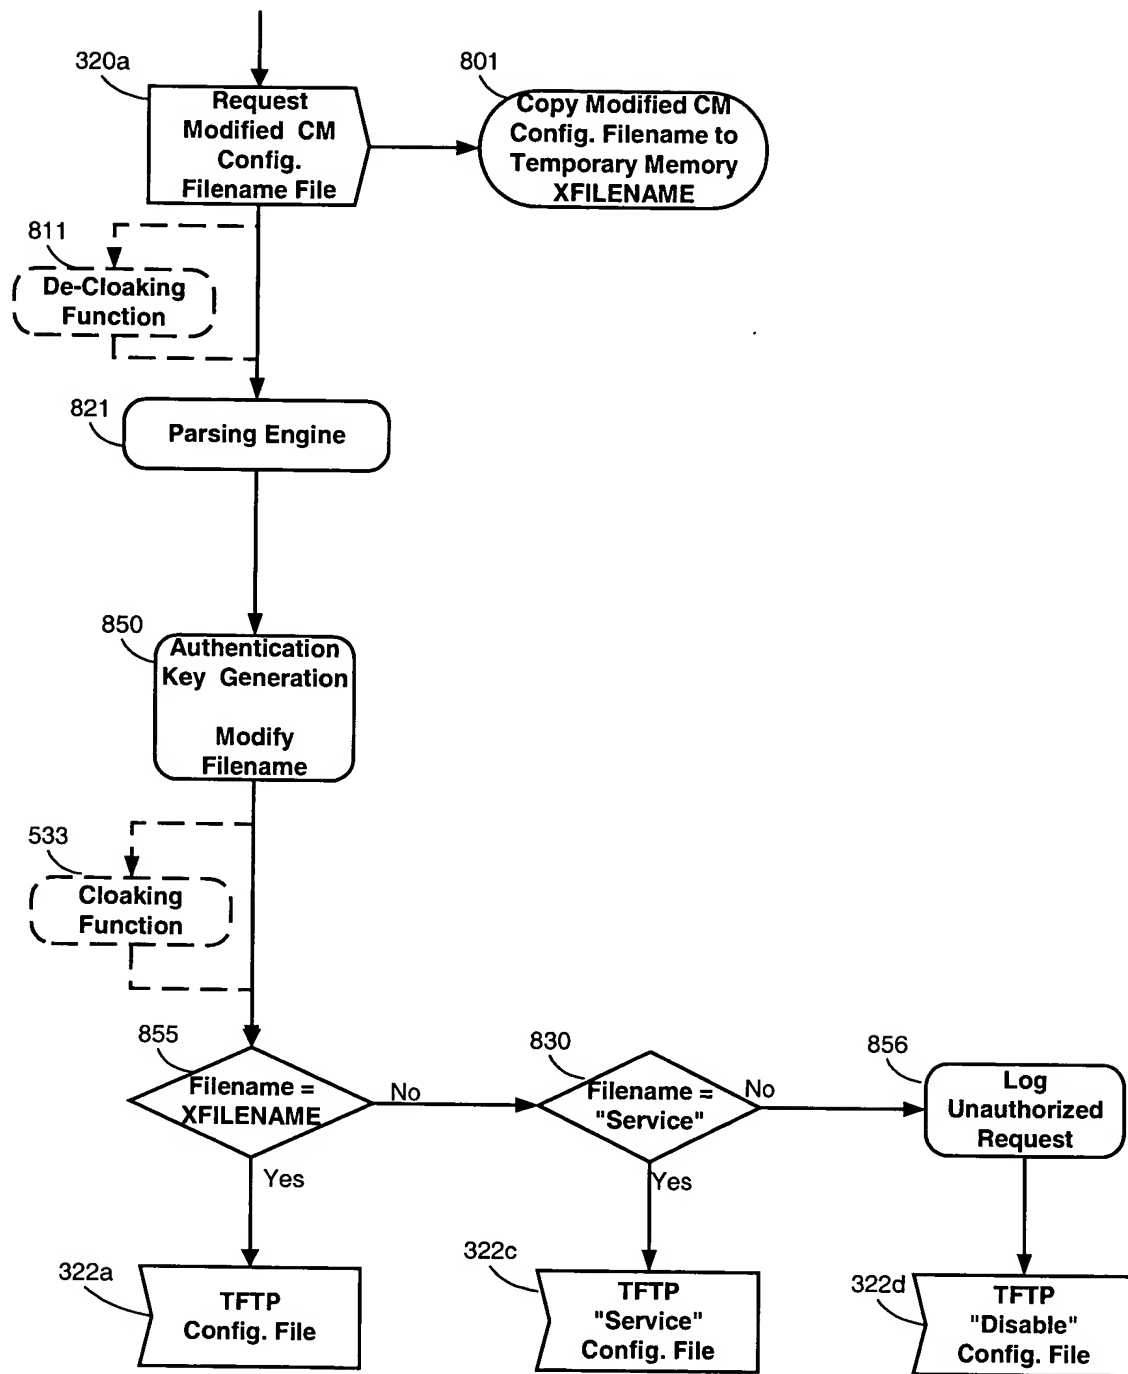 320a
Request
Modified CM
Config.
Filename File
801
Copy Modified CM
Config. Filename to
Temporary Memory
XFILENAME
811
De-Cloaking
Function
821
Parsing Engine
850
Authentication
Key Generation
Modify
Filename
533
Cloaking
Function
855
Filename =
XFILENAME
No
Yes
830
Filename =
"Service"
No
Yes
856
Log
Unauthorized
Request
322a
TFTP
Config. File
322c
TFTP
"Service"
Config. File
322d
TFTP
"Disable"
Config. File